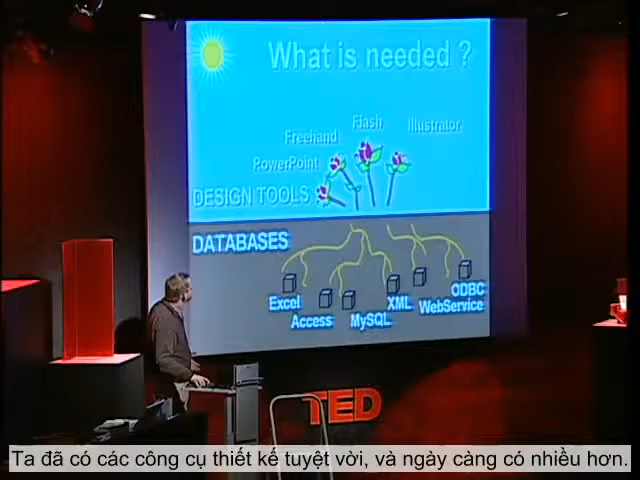 What is needed ?
Flash
Illustrator
Freehand
PowerPoint
DESIGN TOOLS
DATABASES
ODBC
Excel
XML
WebService
Access
MySQL
TED
Ta đã có các công cụ thiết kế tuyệt vời, và ngày càng có nhiều hơn.